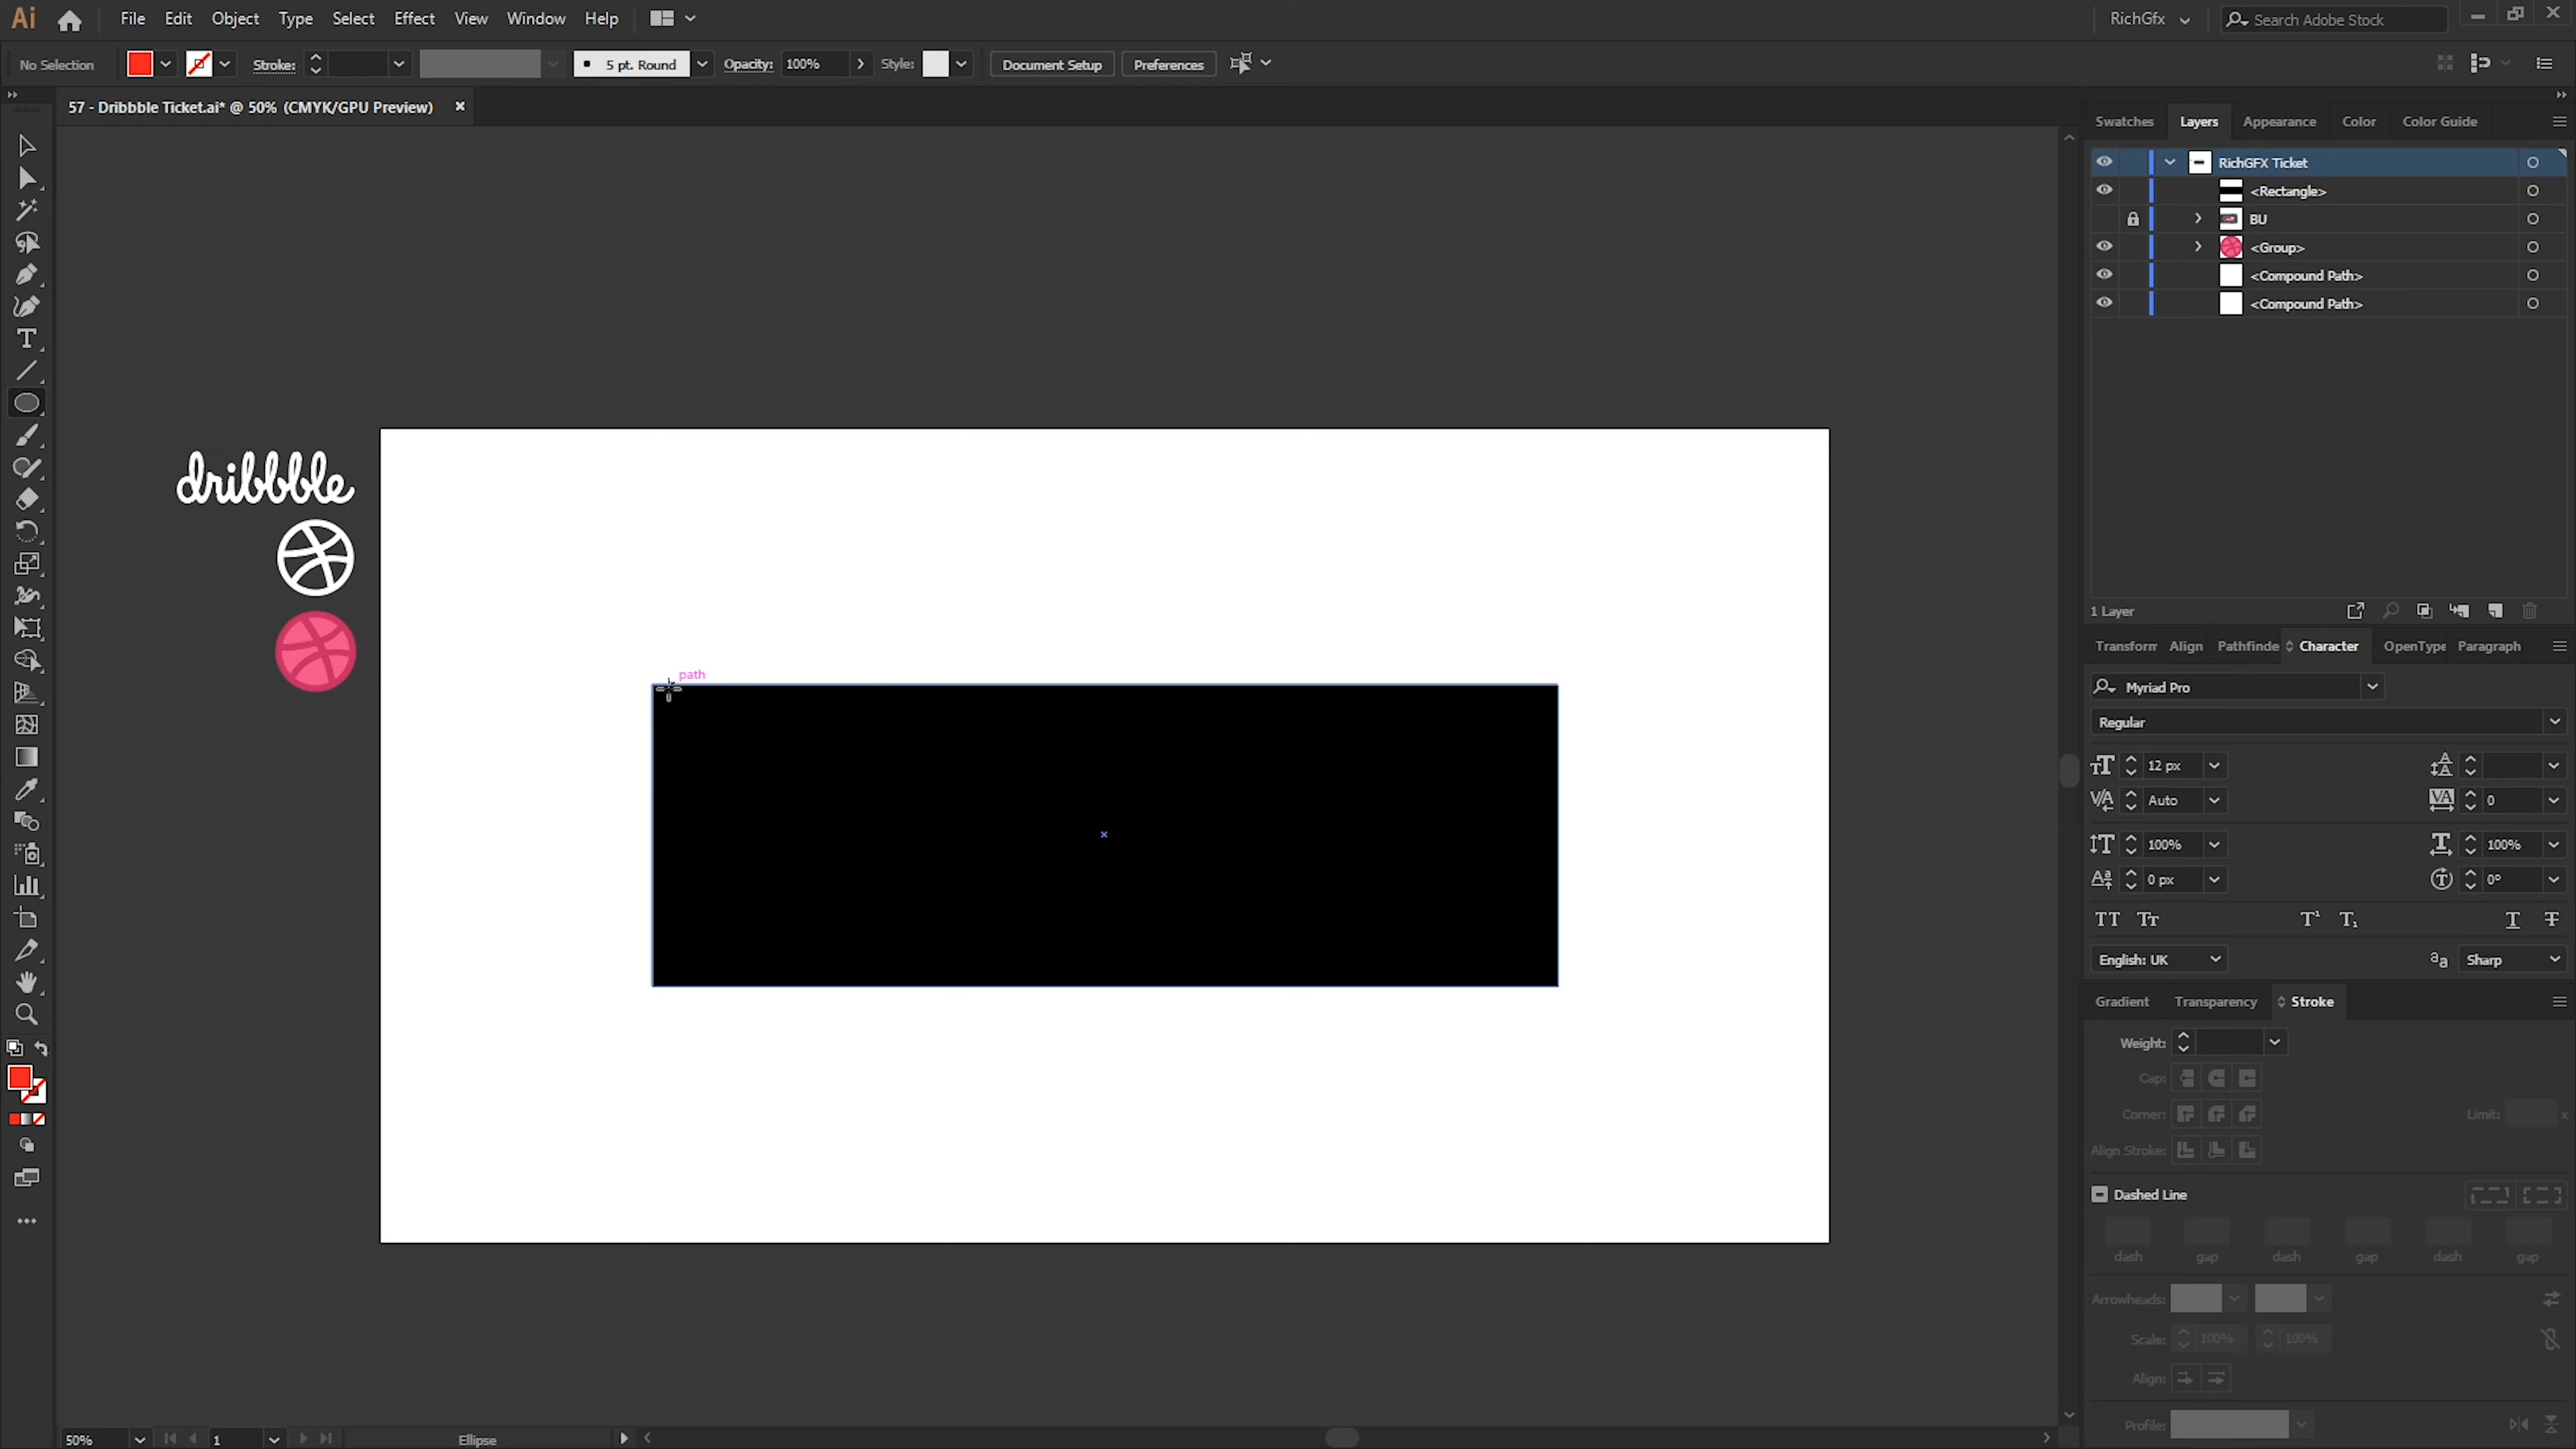 Ai File Edit Object Type Select Effect View Window Help RichGfx Search Adobe Stock
No Selection Stroke: 5 pt. Round Opacity: 100% Style: Document Setup Preferences
57 - Dribbble Ticket.ai* @ 50% (CMYK/GPU Preview)
Swatches Layers Appearance Color Color Guide
RichGFX Ticket
<Rectangle>
BU
<Group>
<Compound Path>
<Compound Path>
dribbble
path
1 Layer
Transform Align Pathfinde Character OpenType Paragraph
Myriad Pro
Regular
12 px
Auto 0
100% 100%
0 px 0°
English: UK Sharp
Gradient Transparency Stroke
Weight:
Cap:
Corner: Limit: x
Align Stroke:
Dashed Line
dash gap dash gap dash gap
Arrowheads:
Scale: 100% 100%
Align:
Profile:
50% 1 Ellipse